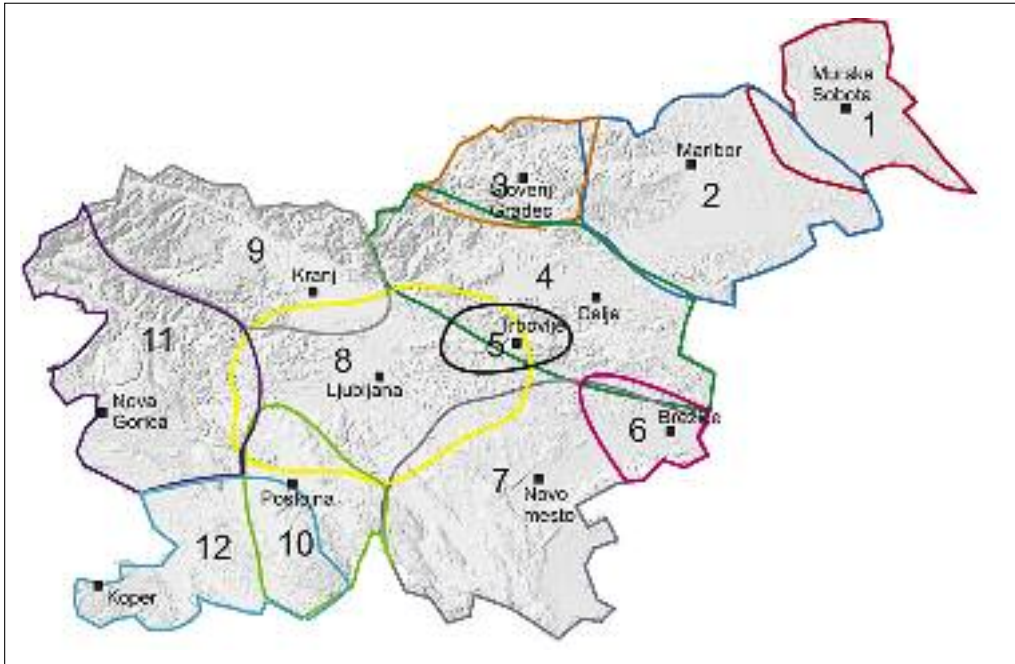 Murska
Sobota
1
Maribor
2
3
Slovenj
Gradec
9
Kranj
4
Celje
11
8
5
Trbovlje
Ljubljana
Nova
Gorica
6
Brežice
7
Novo
mesto
Postojna
12
10
Koper